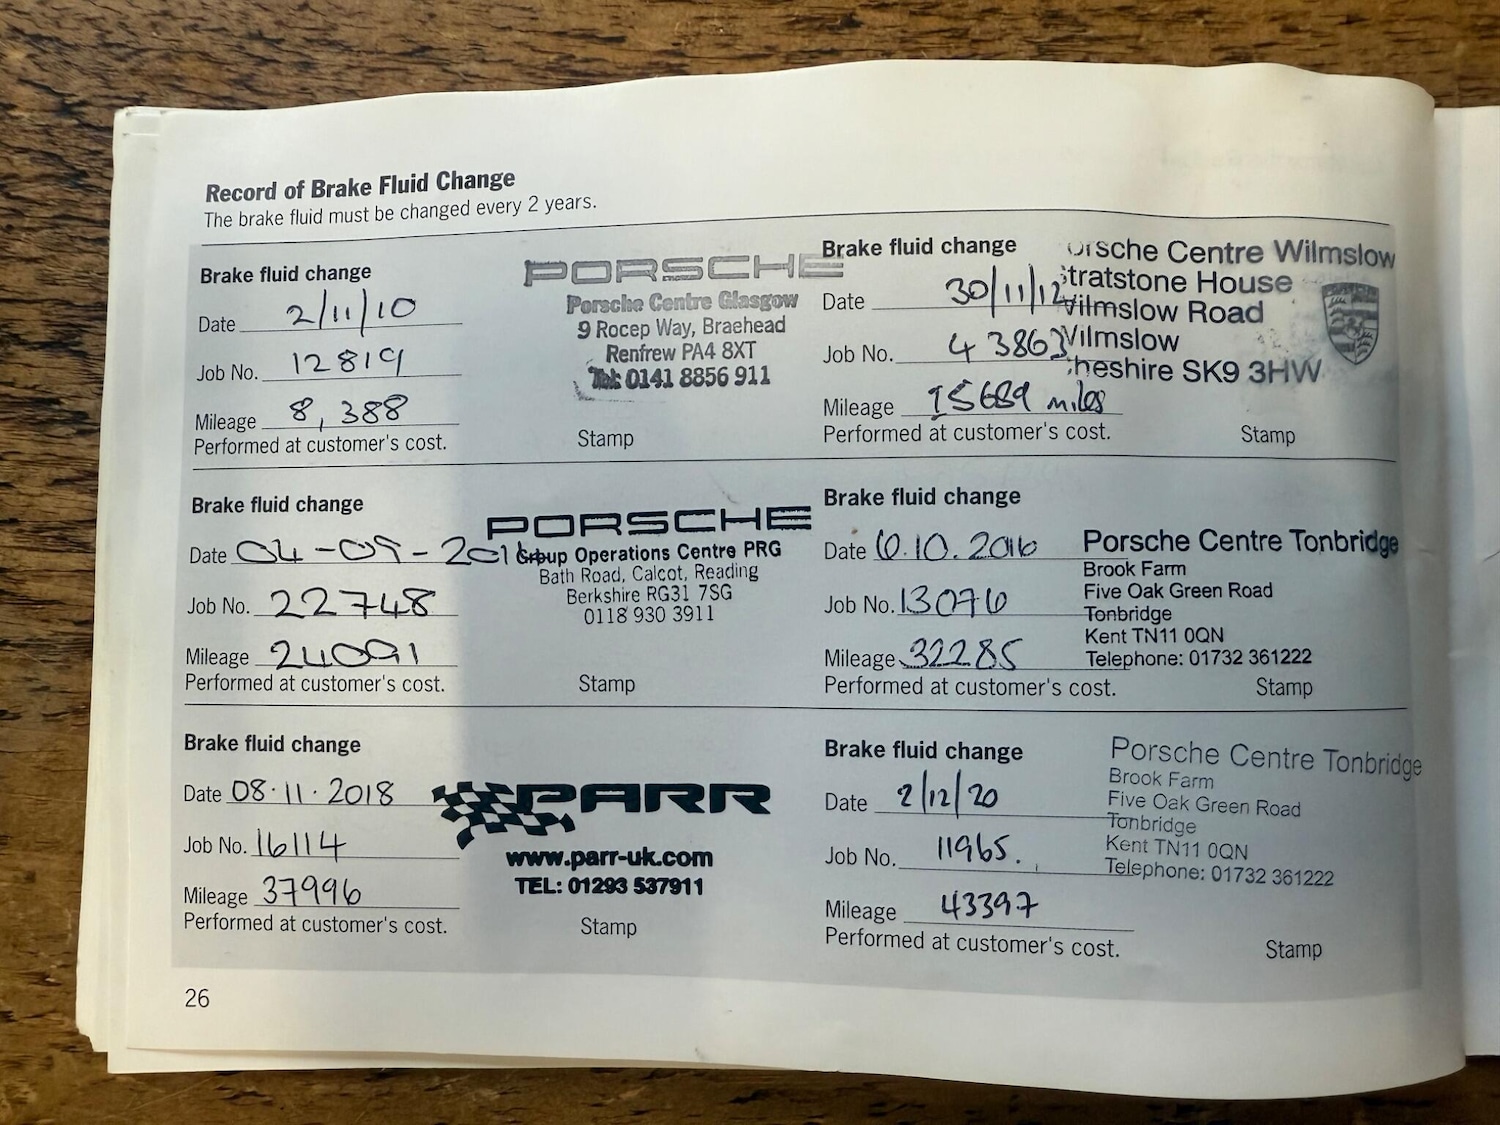 Record of Brake Fluid Change
The brake fluid must be changed every 2 years.
Brake fluid change
Date 2/11/10
Job No. 12819
Mileage 8,388
Performed at customer's cost.
PORSCHE
Porsche Centre Glasgow
9 Rocep Way, Braehead
Renfrew PA4 8XT
Tel: 0141 8856 911
Stamp
Brake fluid change
Date 30/11/12
Job No. 43863
Mileage 15689 miles
Performed at customer's cost.
orsche Centre Wilmslow
tratstone House
Wilmslow Road
Wilmslow
heshire SK9 3HW
Stamp
Brake fluid change
Date 04-09-201
Job No. 22748
Mileage 24091
Performed at customer's cost.
PORSCHE
Group Operations Centre PRG
Bath Road, Calcot, Reading
Berkshire RG31 7SG
0118 930 3911
Stamp
Brake fluid change
Date 10.2016
Job No. 13076
Mileage 32285
Performed at customer's cost.
Porsche Centre Tonbridge
Brook Farm
Five Oak Green Road
Tonbridge
Kent TN11 0QN
Telephone: 01732 361222
Stamp
Brake fluid change
Date 08.11.2018
Job No. 16114
Mileage 37996
Performed at customer's cost.
PARR
www.parr-uk.com
TEL: 01293 537911
Stamp
Brake fluid change
Date 2/12/20
Job No. 11965.
Mileage 43397
Performed at customer's cost.
Porsche Centre Tonbridge
Brook Farm
Five Oak Green Road
Tonbridge
Kent TN11 0QN
Telephone: 01732 361222
Stamp
26